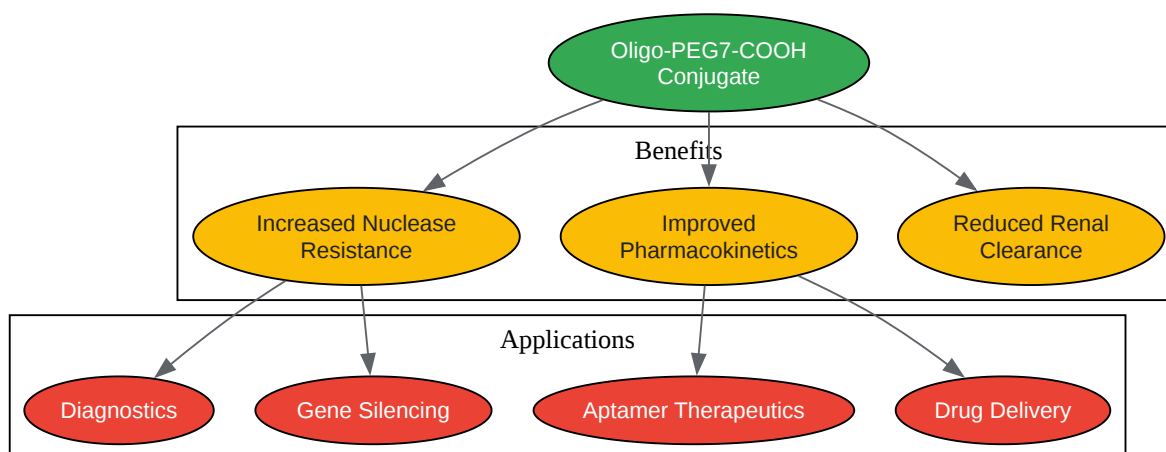 Oligo-PEG7-COOH
Conjugate
Benefits
Increased Nuclease
Resistance
Improved
Pharmacokinetics
Reduced Renal
Clearance
Applications
Diagnostics
Gene Silencing
Aptamer Therapeutics
Drug Delivery